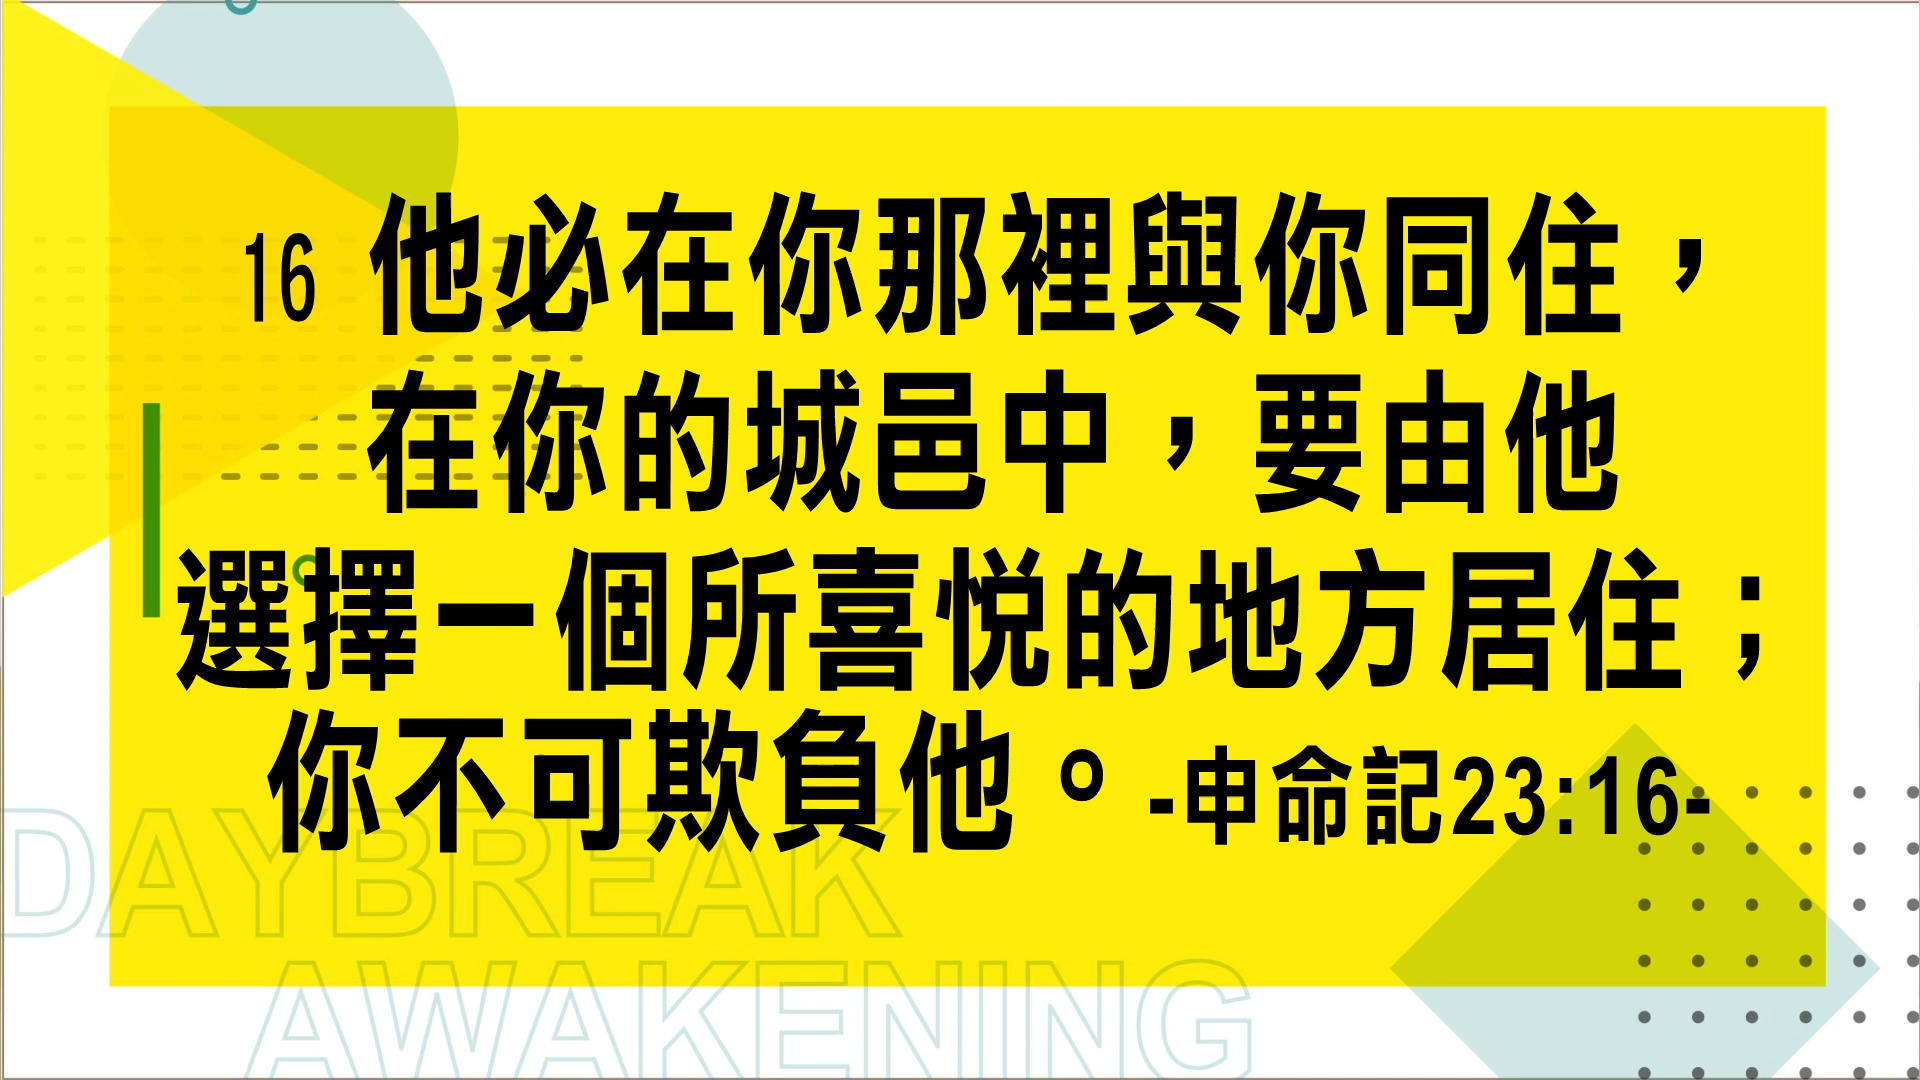 16 他必在你那裡與你同住，
在你的城邑中，要由他
選擇一個所喜悅的地方居住；
你不可欺負他。-申命記23:16-
DAYBREAK
AWAKENING